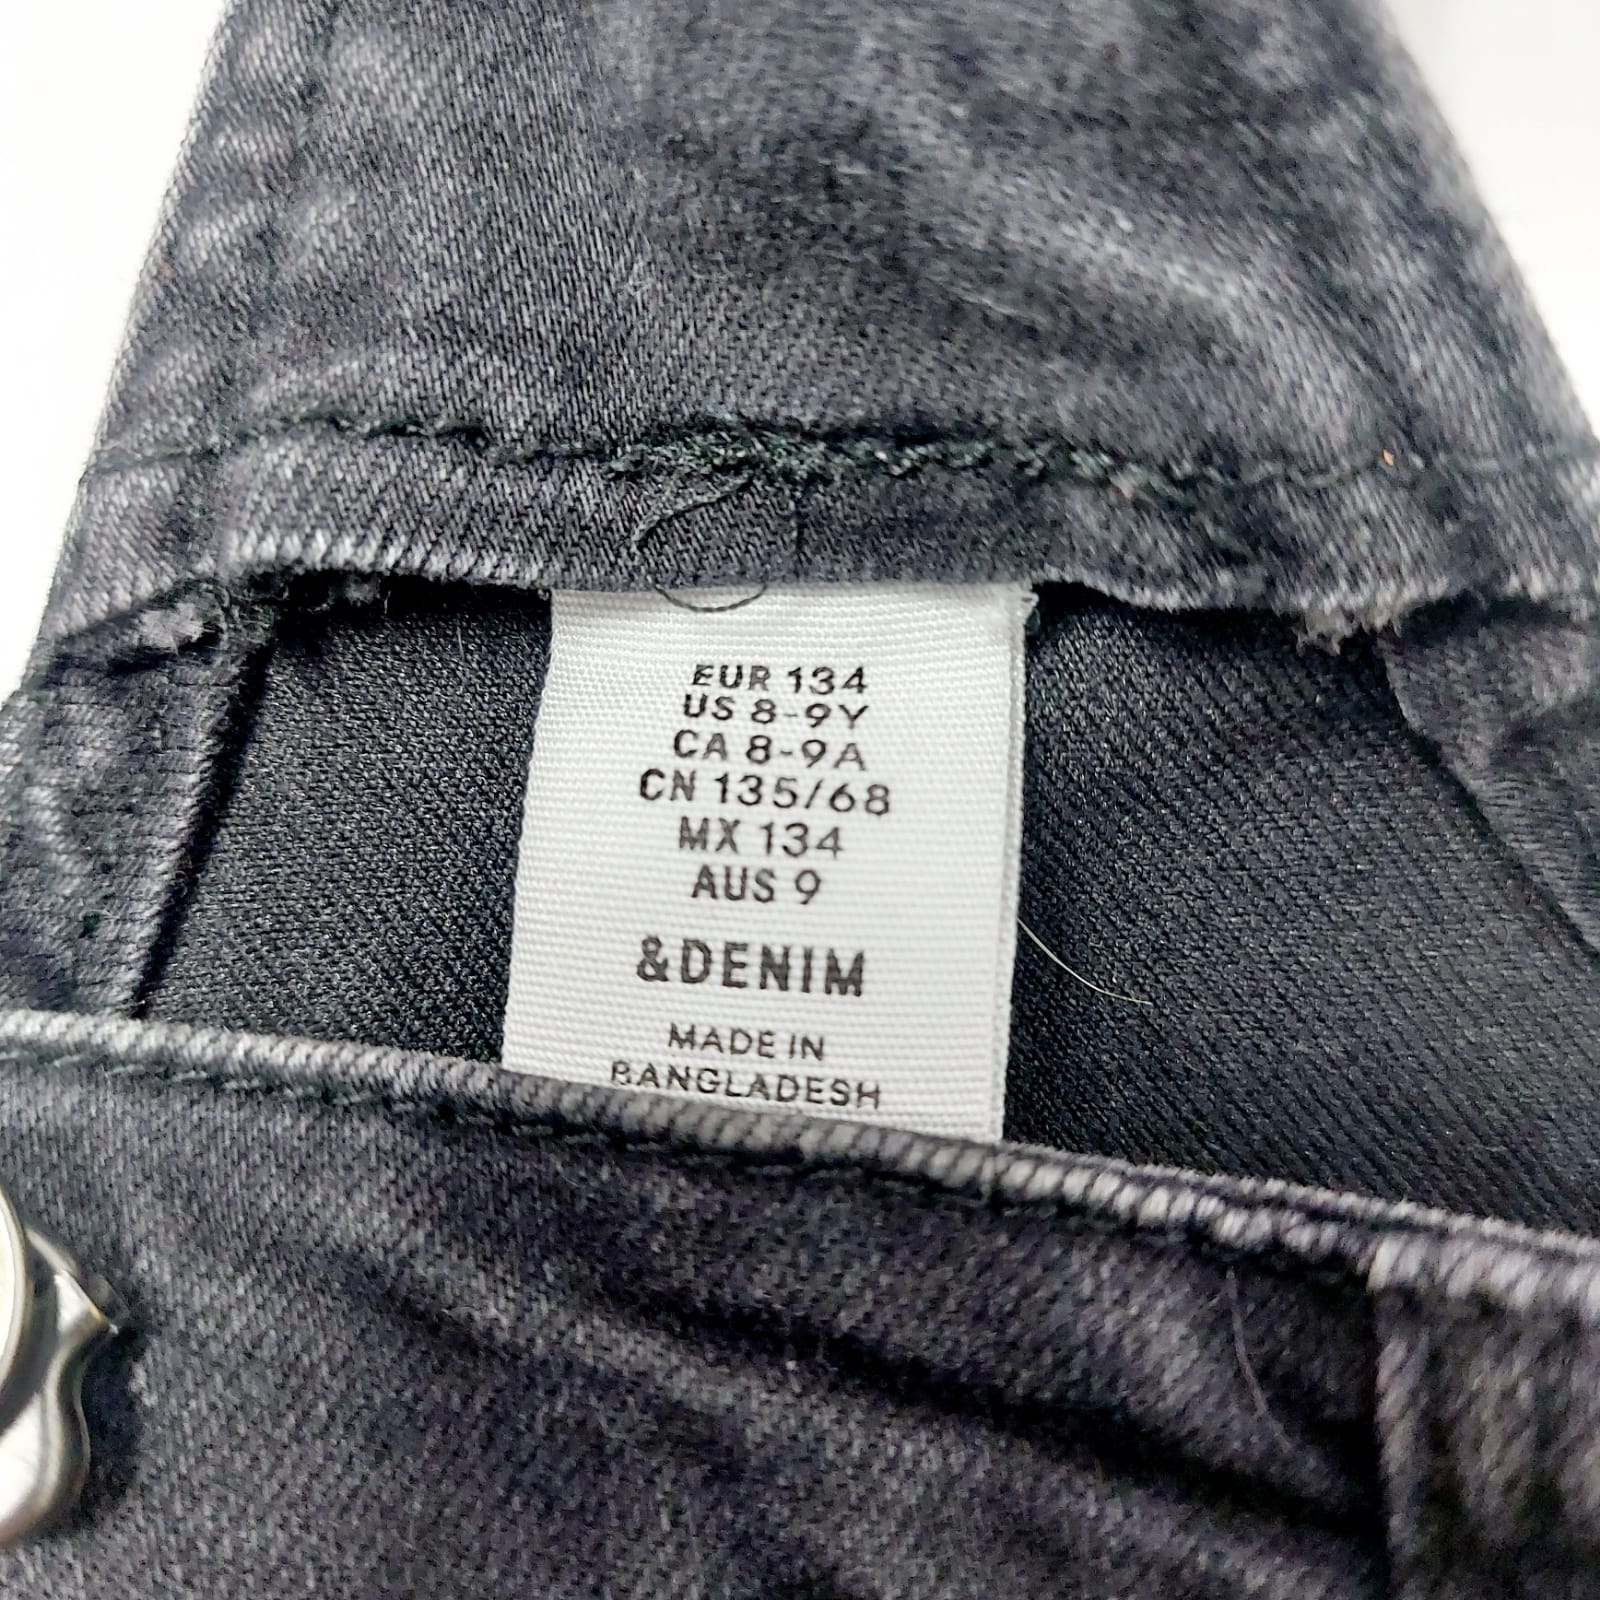 EUR 134
US 8-9Y
CA 8-9A
CN 135/68
MX 134
AUS 9
&DENIM
MADE IN
BANGLADESH